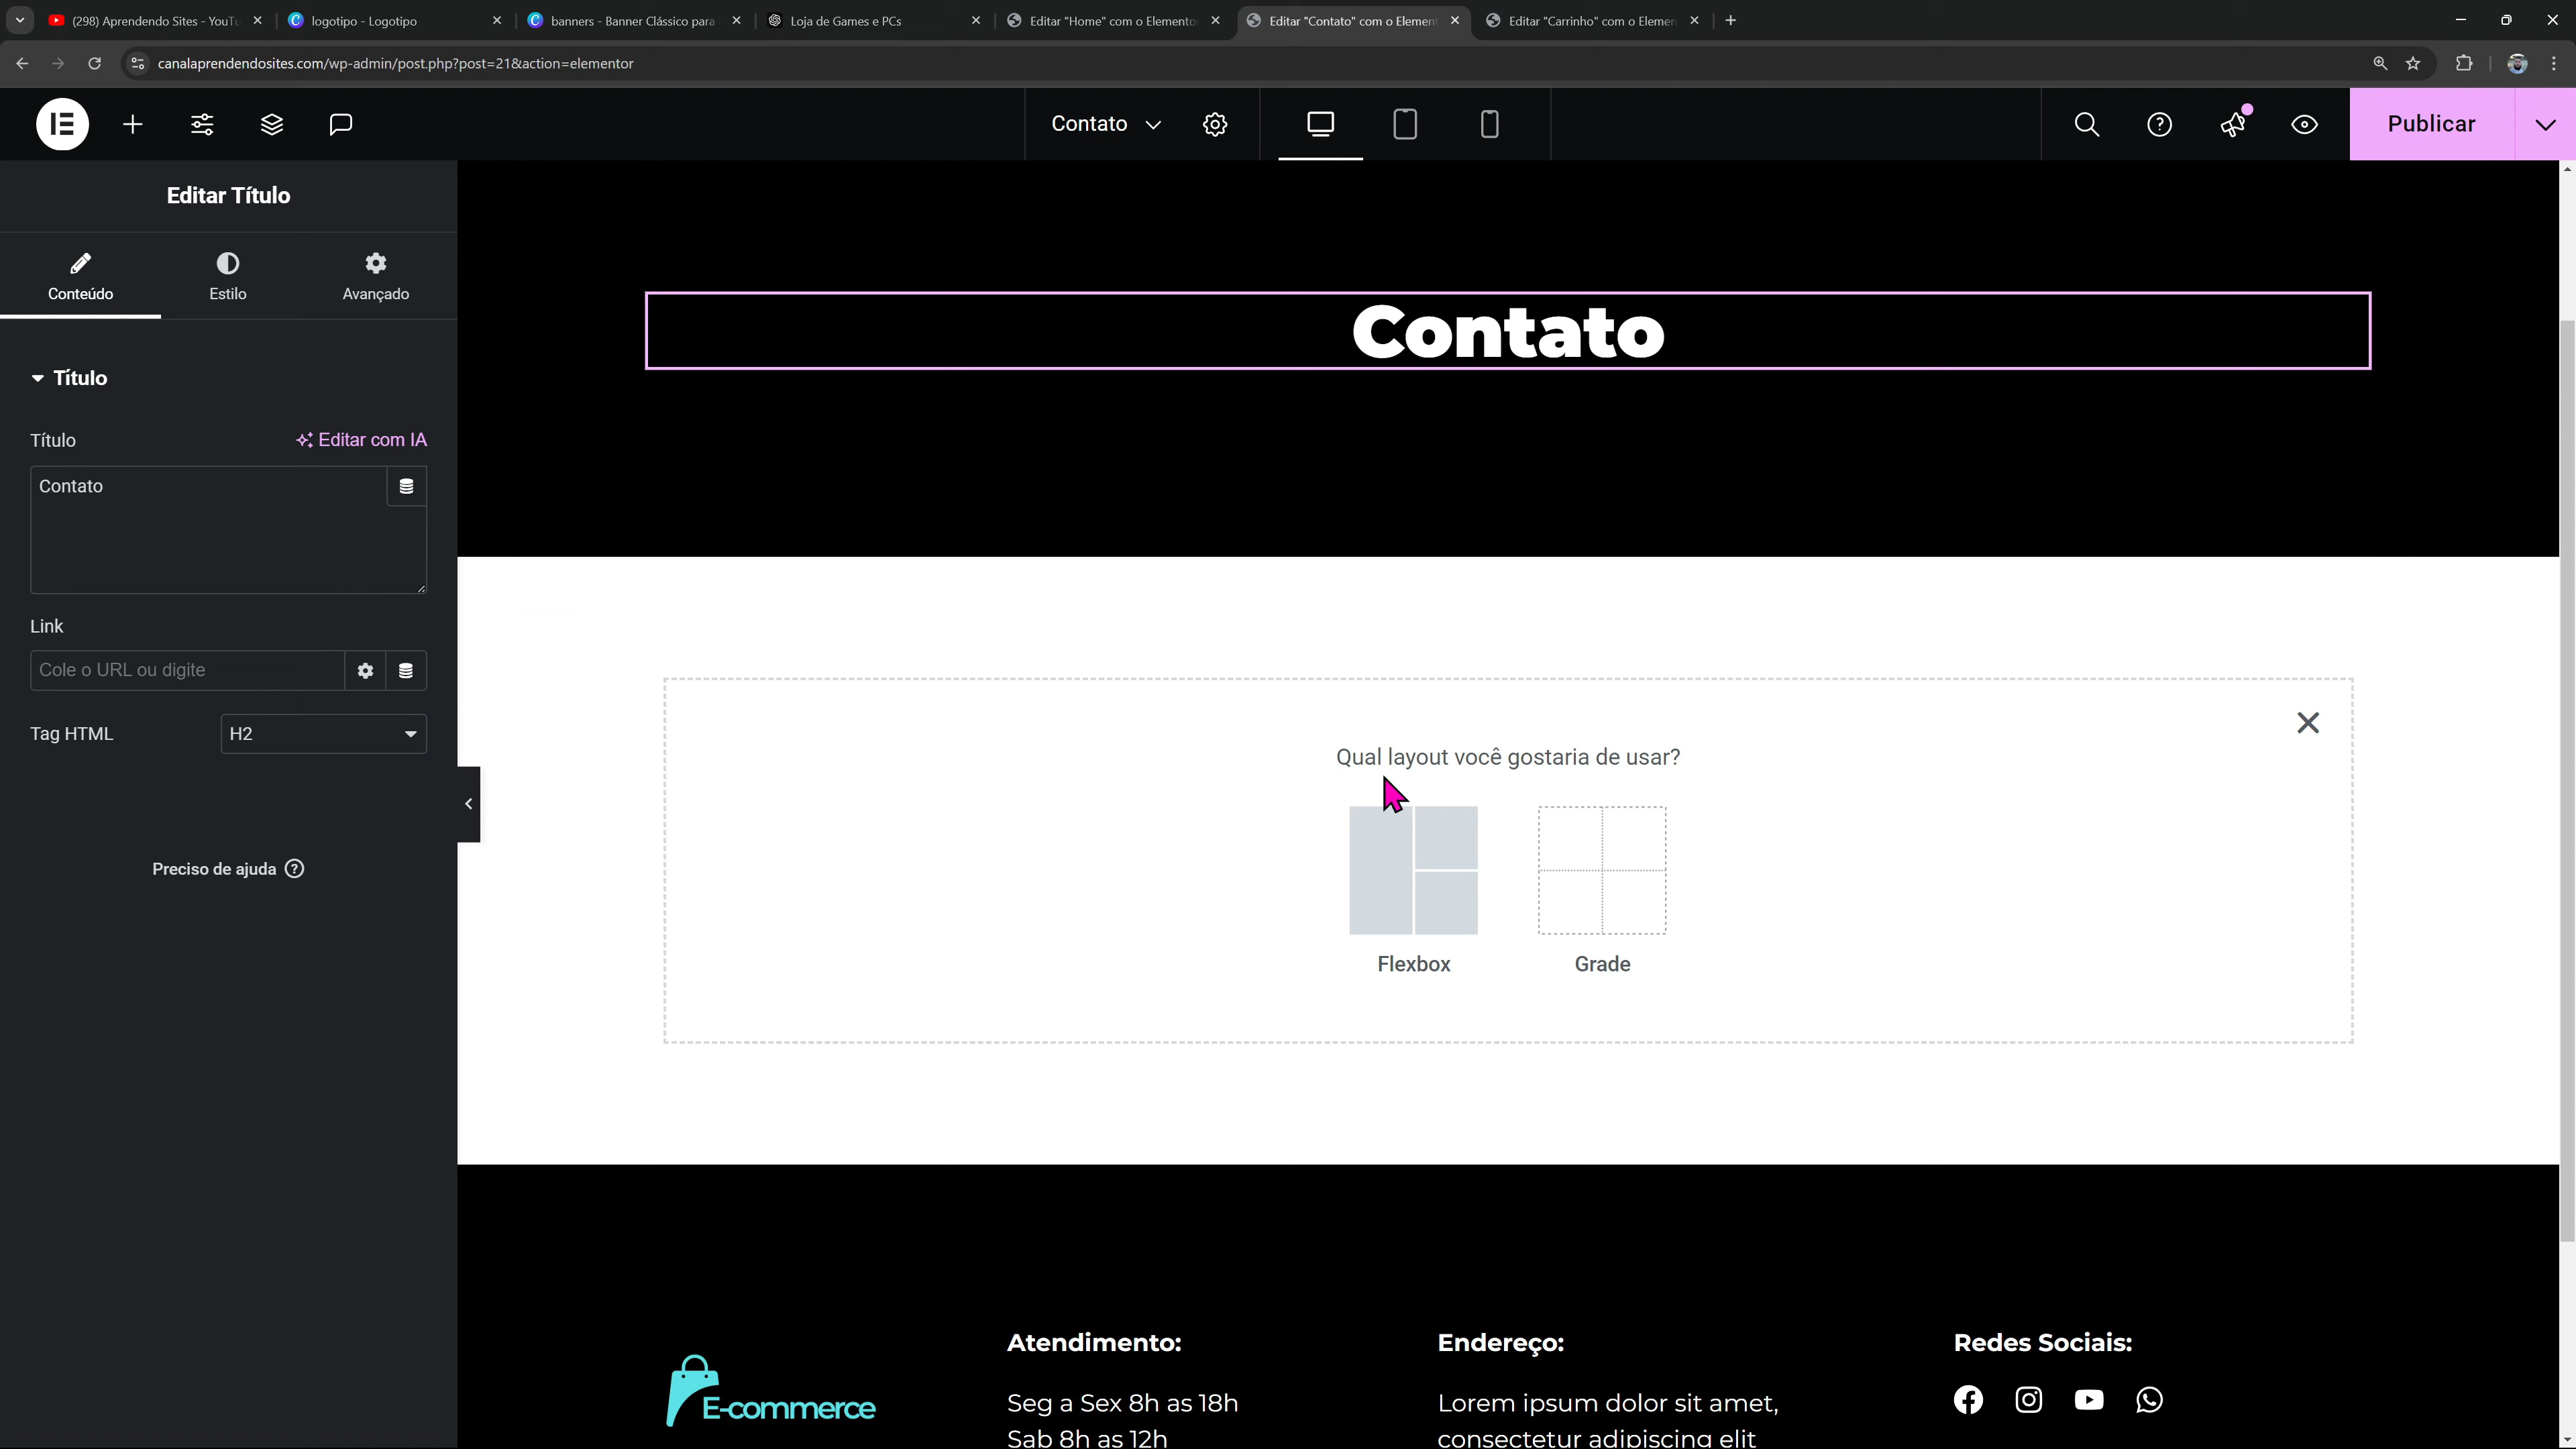 (298) Aprendendo Sites - YouTu
logotipo - Logotipo
banners - Banner Clássico para
Loja de Games e PCs
Editar "Home" com o Elemento
Editar "Contato" com o Element
Editar "Carrinho" com o Elemen
canalaprendendosites.com/wp-admin/post.php?post=21&action=elementor
Contato
Publicar
Editar Título
Conteúdo
Estilo
Avançado
Título
Título
Editar com IA
Contato
Link
Cole o URL ou digite
Tag HTML
H2
Preciso de ajuda
Contato
Qual layout você gostaria de usar?
Flexbox
Grade
E-commerce
Atendimento:
Seg a Sex 8h as 18h
Sab 8h as 12h
Endereço:
Lorem ipsum dolor sit amet,
consectetur adipiscing elit
Redes Sociais: